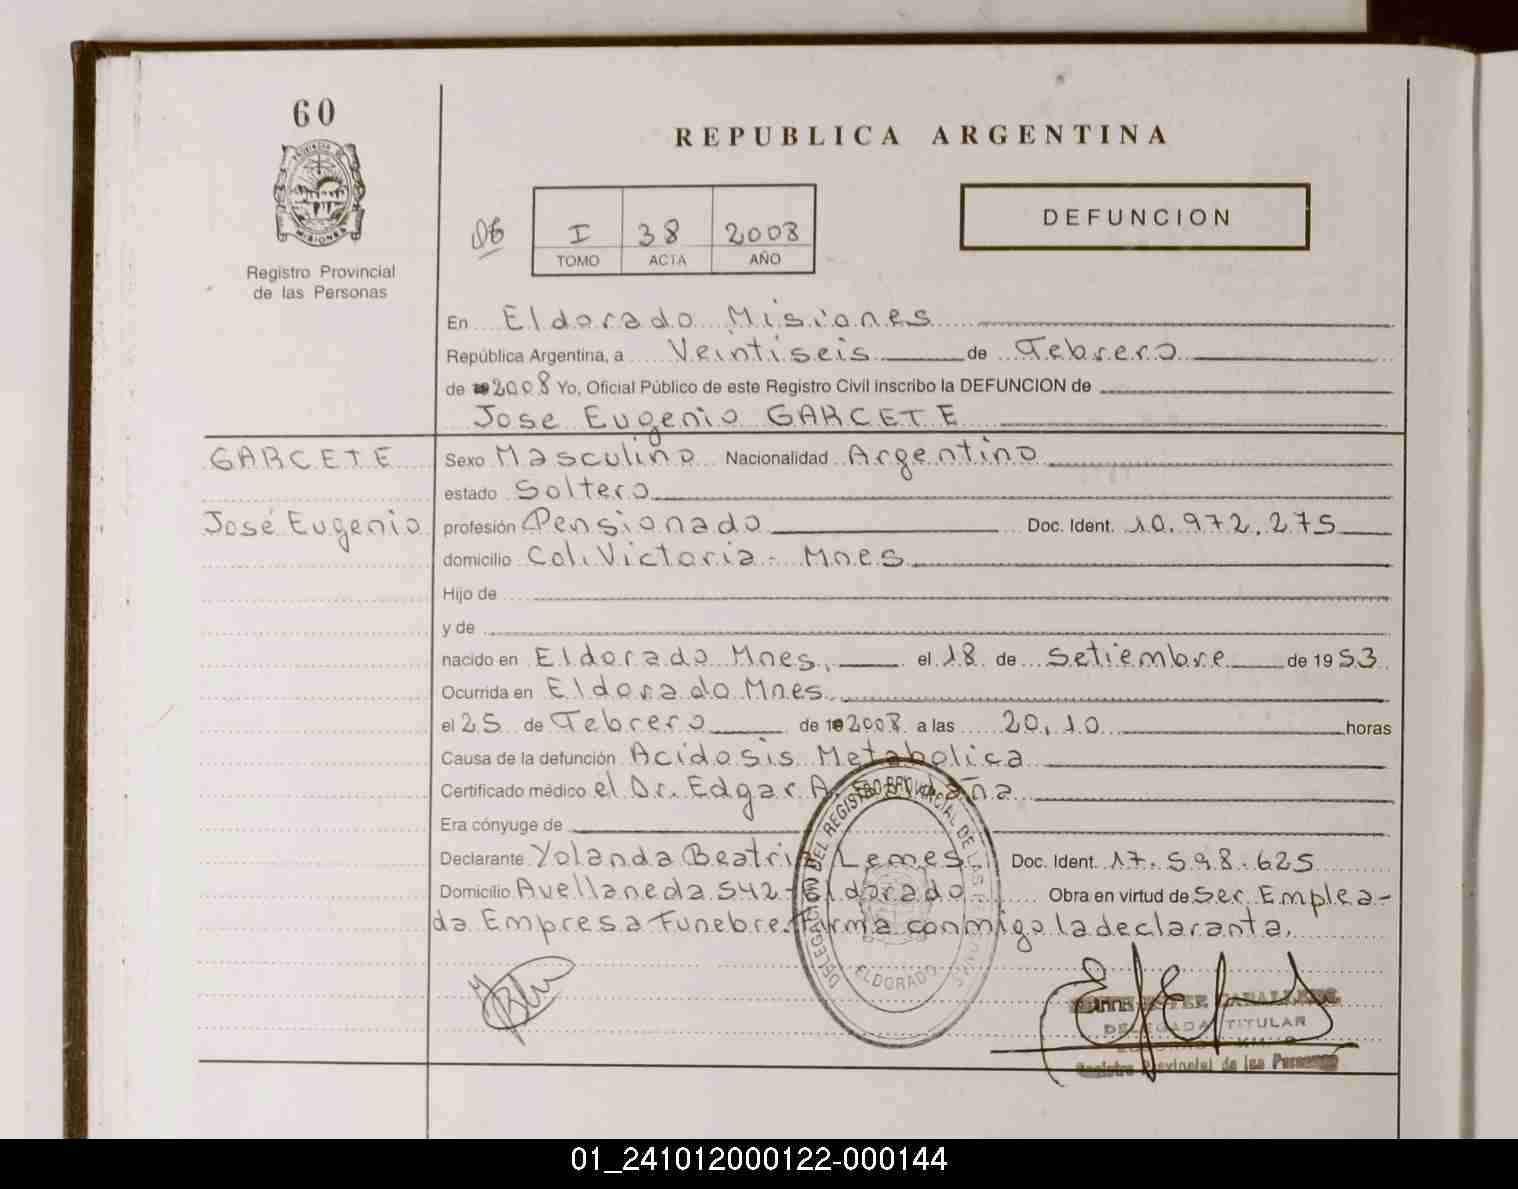 60
REPUBLICA ARGENTINA
PROVINCIA DE
MISIONES
Registro Provincial
de las Personas
06
I 38 2008
TOMO ACTA AÑO
DEFUNCION
En Eldorado Misiones
República Argentina, a Veintiseis de Febrero
de 2008 Yo, Oficial Público de este Registro Civil inscribo la DEFUNCION de
Jose Eugenio GARCETE
GARCETE
José Eugenio
Sexo Masculino Nacionalidad Argentino
estado Soltero
profesión Pensionado Doc. Ident. 10.972.275
domicilio Col. Victoria - Mnes
Hijo de
y de
nacido en Eldorado Mnes. el 18 de Setiembre de 1953
Ocurrida en Eldorado Mnes
el 25 de Febrero de 2008 a las 20,10 horas
Causa de la defunción Acidosis Metabolica
Certificado médico el Dr. Edgar A.
Era cónyuge de
Declarante Yolanda Beatriz Lemes Doc. Ident. 17.598.625
Domicilio Avellaneda 542 - Eldorado - Obra en virtud de Ser Emplea-
da Empresa Funebre. Firma conmigo la declaranta.
DELEGACION DEL REGISTRO PROVINCIAL DE LAS PERSONAS
ELDORADO
DELEGADA TITULAR
Registro Provincial de las Personas
01_241012000122-000144